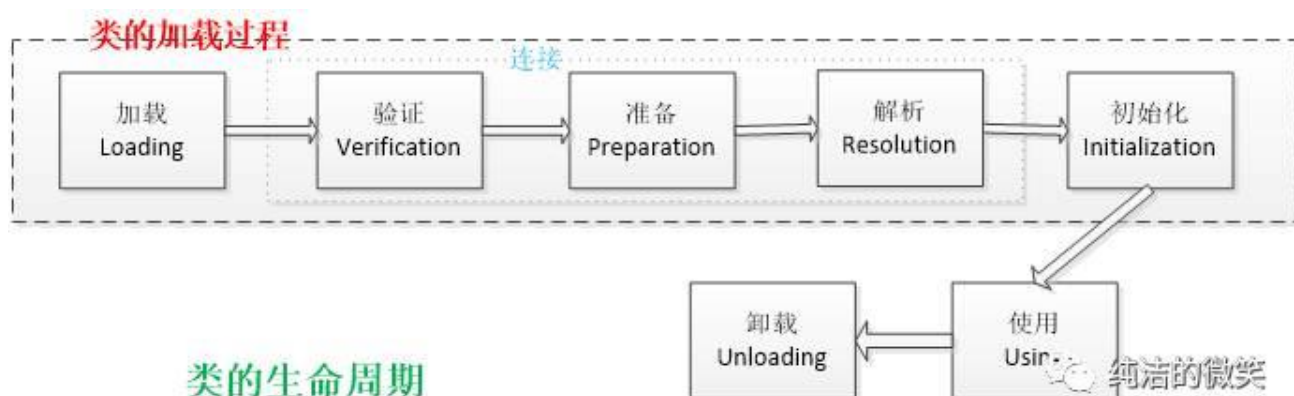 类的加载过程
连接
加载
Loading
验证
Verification
准备
Preparation
解析
Resolution
初始化
Initialization
卸载
Unloading
使用
Usin
类的生命周期
纯洁的微笑